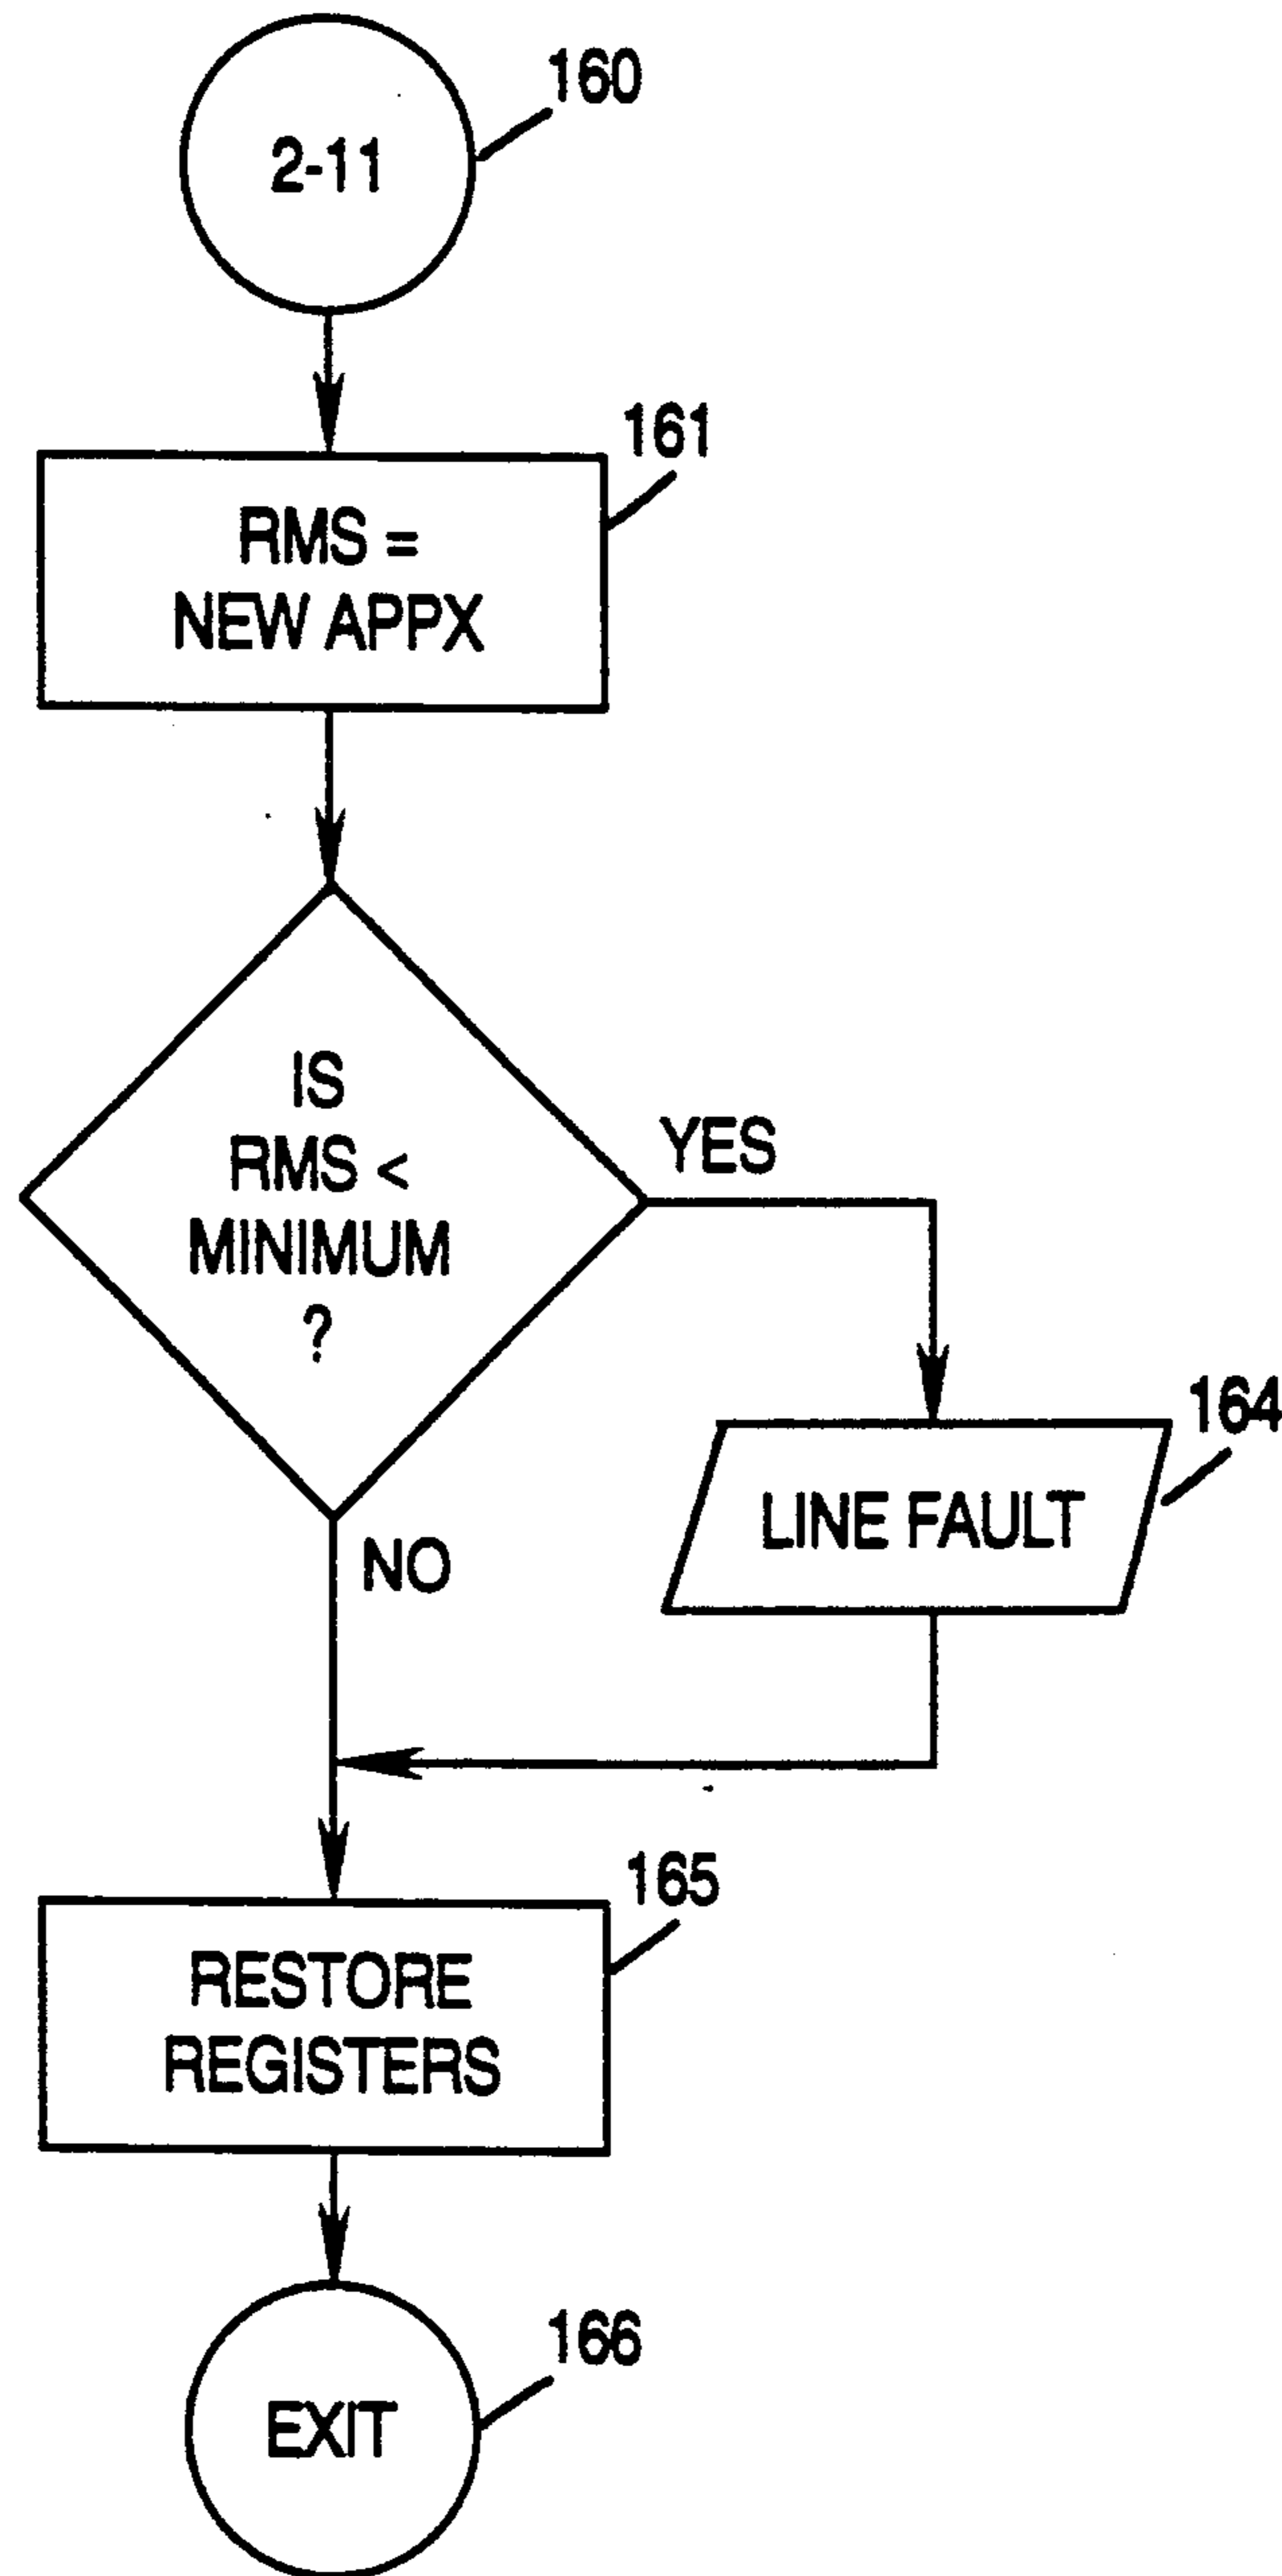 160
2-11
161
RMS =
NEW APPX
IS
RMS <
MINIMUM
?
YES
NO
164
LINE FAULT
165
RESTORE
REGISTERS
166
EXIT